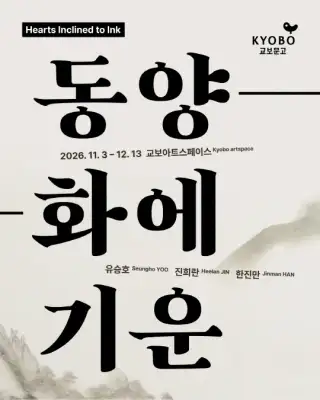 Hearts Inclined to Ink
KYOBO
교보문고
동양
2026. 11. 3 – 12. 13 교보아트스페이스 Kyobo artspace
화에
유승호 Seungho YOO 진희란 Heelan JIN 한진만 Jinman HAN
기운